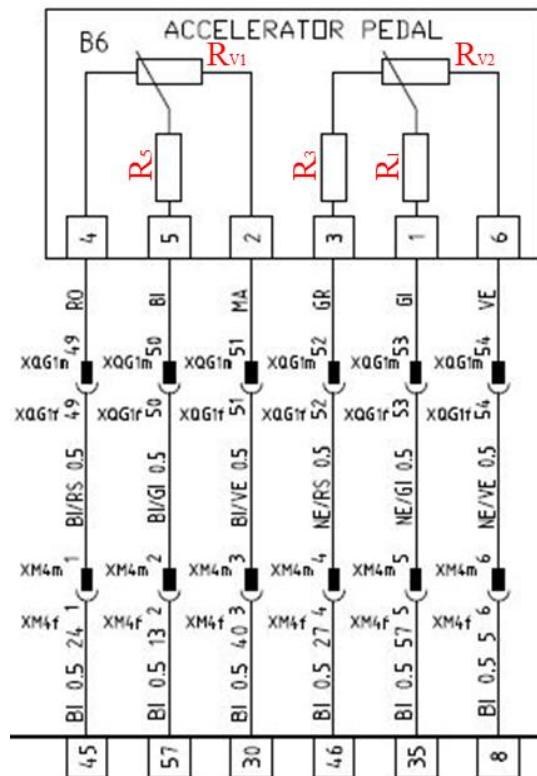 ACCELERATOR PEDAL
B6
RV1
RV2
R5
R3
R1
4 5 2 3 1 6
RO BI MA GR GI VE
XQG1m 49 XQG1m 50 XQG1m 51 XQG1m 52 XQG1m 53 XQG1m 54
XQG1f 49 XQG1f 50 XQG1f 51 XQG1f 52 XQG1f 53 XQG1f 54
BI/RS 0.5 BI/GI 0.5 BI/VE 0.5 NE/RS 0.5 NE/GI 0.5 NE/VE 0.5
XM4m 1 XM4m 2 XM4m 3 XM4m 4 XM4m 5 XM4m 6
XM4f 1 XM4f 2 XM4f 3 XM4f 4 XM4f 5 XM4f 6
BI 0.5 24 BI 0.5 13 BI 0.5 40 BI 0.5 27 BI 0.5 57 BI 0.5 5
45 57 30 46 35 8